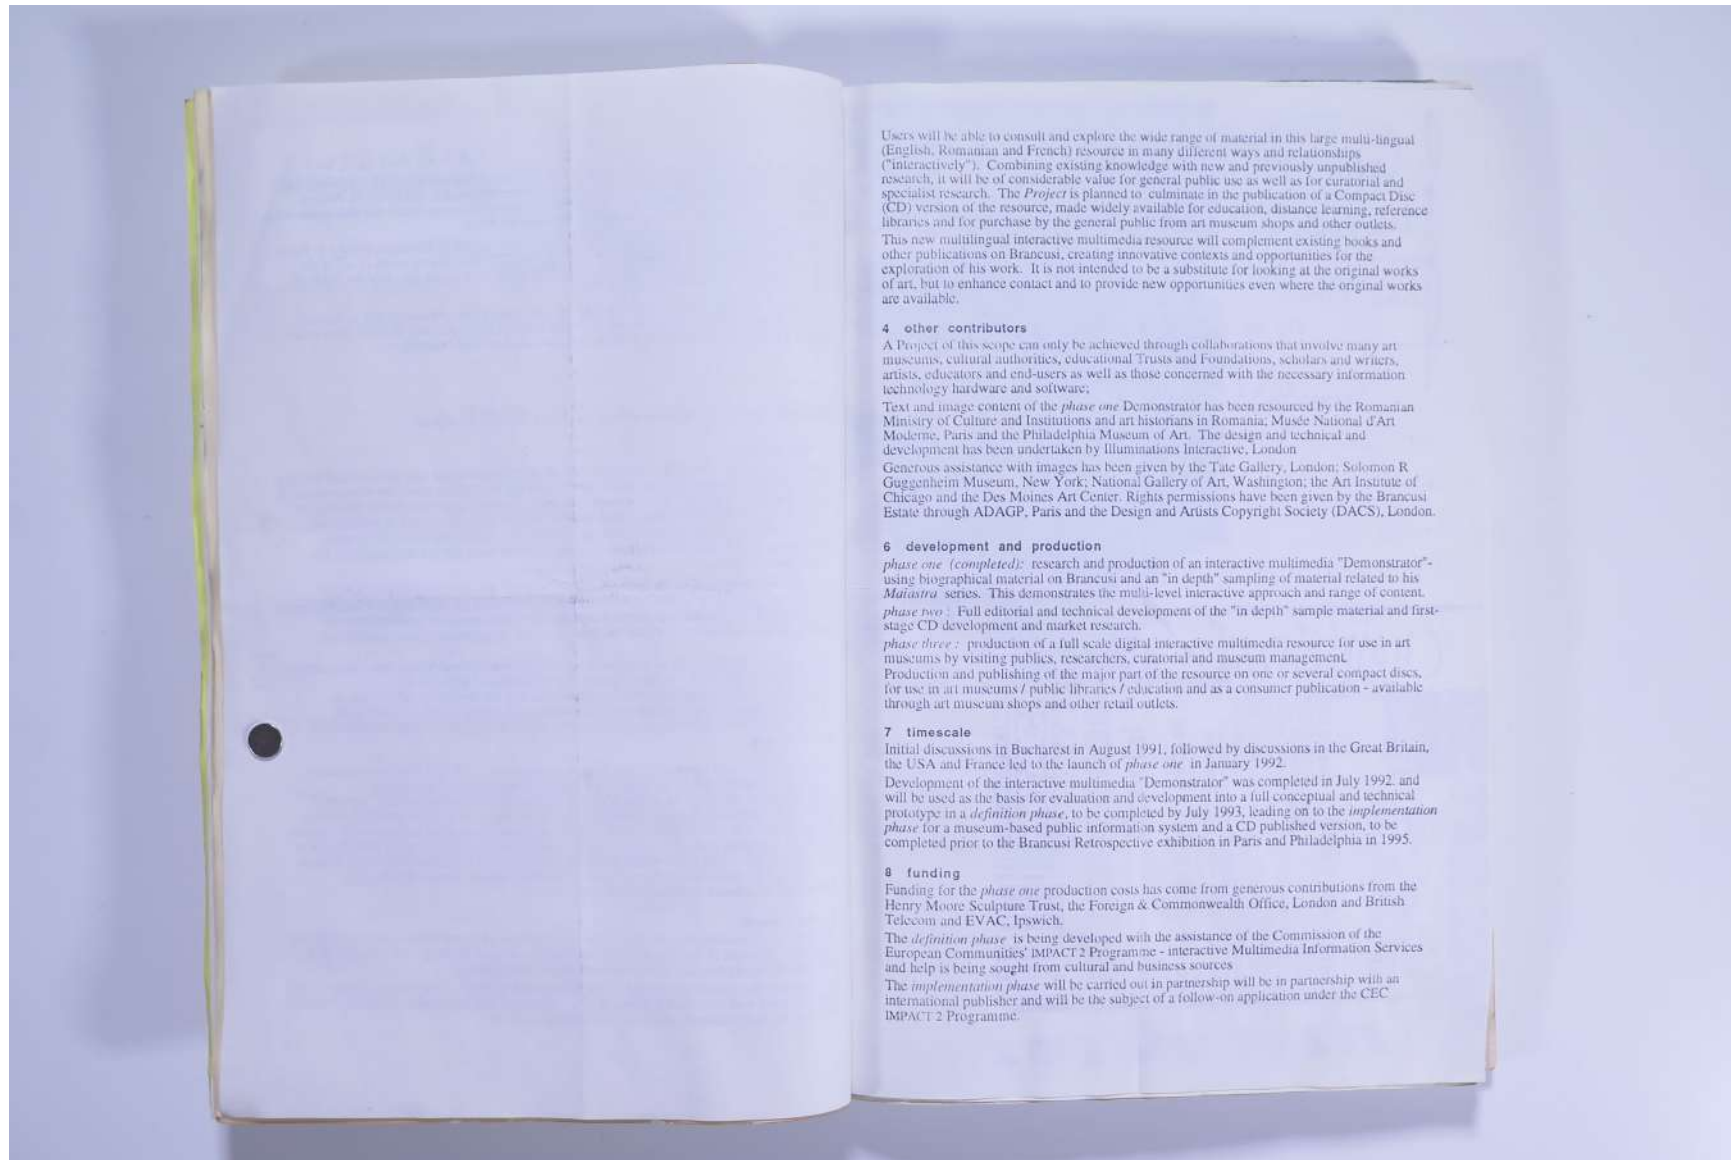 Users will be able to consult and explore the wide range of material in this large multi-lingual
(English, Romanian and French) resource in many different ways and relationships
("interactively"). Combining existing knowledge with new and previously unpublished
research, it will be of considerable value for general public use as well as for curatorial and
specialist research. The Project is planned to culminate in the publication of a Compact Disc
(CD) version of the resource, made widely available for education, distance learning, reference
libraries and for purchase by the general public from art museum shops and other outlets.
This new multilingual interactive multimedia resource will complement existing books and
other publications on Brancusi, creating innovative contexts and opportunities for the
exploration of his work. It is not intended to be a substitute for looking at the original works
of art, but to enhance contact and to provide new opportunities even where the original works
are available.
4 other contributors
A Project of this scope can only be achieved through collaborations that involve many art
museums, cultural authorities, educational Trusts and Foundations, scholars and writers,
artists, educators and end-users as well as those concerned with the necessary information
technology hardware and software;
Text and image content of the phase one Demonstrator has been resourced by the Romanian
Ministry of Culture and Institutions and art historians in Romania; Musée National d'Art
Moderne, Paris and the Philadelphia Museum of Art. The design and technical and
development has been undertaken by Illuminations Interactive, London
Generous assistance with images has been given by the Tate Gallery, London; Solomon R
Guggenheim Museum, New York; National Gallery of Art, Washington; the Art Institute of
Chicago and the Des Moines Art Center. Rights permissions have been given by the Brancusi
Estate through ADAGP, Paris and the Design and Artists Copyright Society (DACS), London.
6 development and production
phase one (completed): research and production of an interactive multimedia "Demonstrator"-
using biographical material on Brancusi and an "in depth" sampling of material related to his
Maiastra series. This demonstrates the multi-level interactive approach and range of content.
phase two : Full editorial and technical development of the "in depth" sample material and first-
stage CD development and market research.
phase three : production of a full scale digital interactive multimedia resource for use in art
museums by visiting publics, researchers, curatorial and museum management.
Production and publishing of the major part of the resource on one or several compact discs,
for use in art museums / public libraries / education and as a consumer publication - available
through art museum shops and other retail outlets.
7 timescale
Initial discussions in Bucharest in August 1991, followed by discussions in the Great Britain,
the USA and France led to the launch of phase one in January 1992.
Development of the interactive multimedia "Demonstrator" was completed in July 1992. and
will be used as the basis for evaluation and development into a full conceptual and technical
prototype in a definition phase, to be completed by July 1993, leading on to the implementation
phase for a museum-based public information system and a CD published version, to be
completed prior to the Brancusi Retrospective exhibition in Paris and Philadelphia in 1995.
8 funding
Funding for the phase one production costs has come from generous contributions from the
Henry Moore Sculpture Trust, the Foreign & Commonwealth Office, London and British
Telecom and EVAC, Ipswich.
The definition phase is being developed with the assistance of the Commission of the
European Communities' IMPACT 2 Programme - interactive Multimedia Information Services
and help is being sought from cultural and business sources
The implementation phase will be carried out in partnership will be in partnership with an
international publisher and will be the subject of a follow-on application under the CEC
IMPACT 2 Programme.